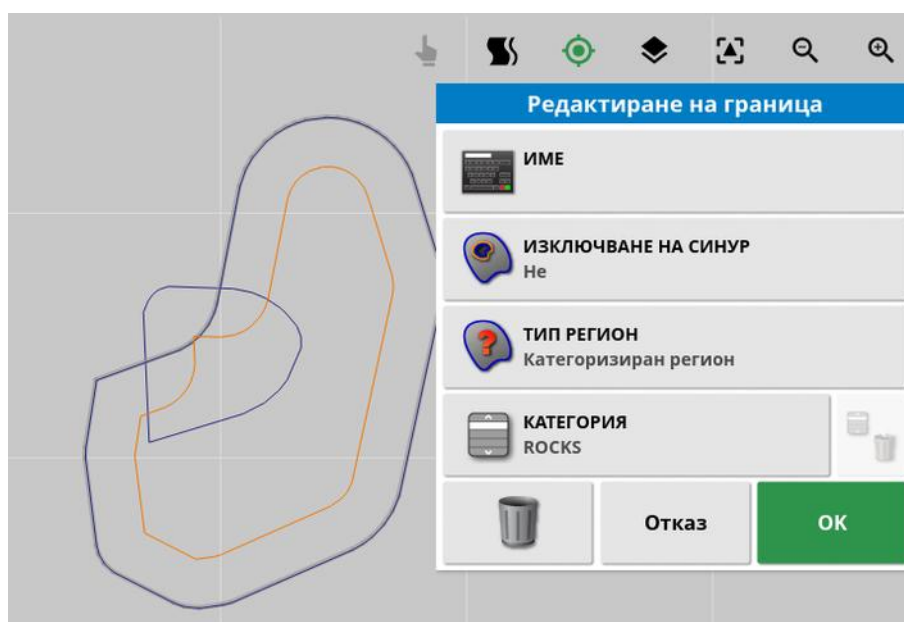 Редактиране на граница
ИМЕ
ИЗКЛЮЧВАНЕ НА СИНУР
Не
ТИП РЕГИОН
Категоризиран регион
КАТЕГОРИЯ
ROCKS
Отказ
OK